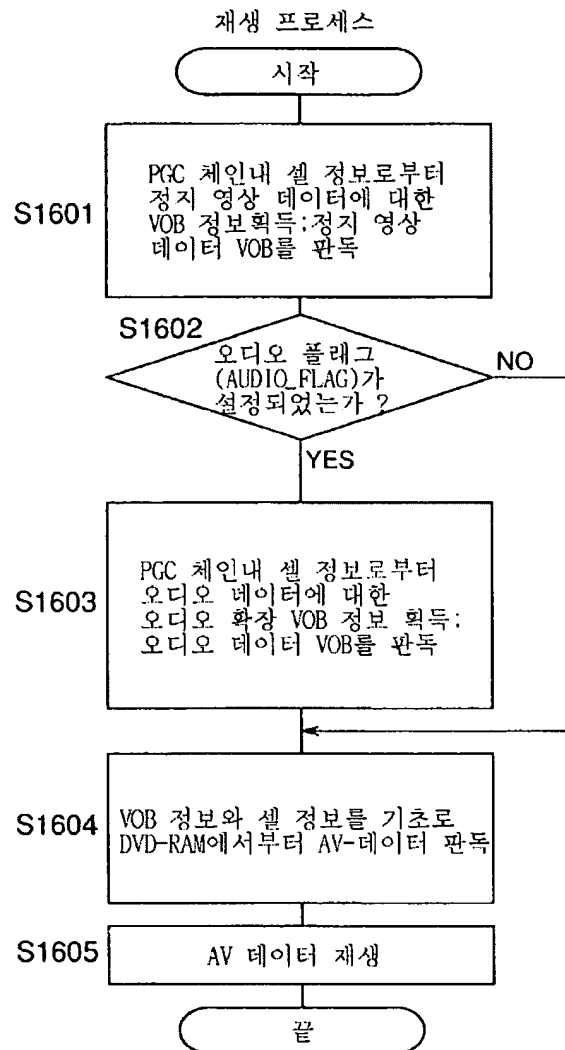 재생 프로세스
시작
S1601
PGC 체인내 셀 정보로부터
정지 영상 데이터에 대한
VOB 정보획득;정지 영상
데이터 VOB를 판독
S1602
오디오 플래그
(AUDIO_FLAG)가
설정되었는가 ?
NO
YES
S1603
PGC 체인내 셀 정보로부터
오디오 데이터에 대한
오디오 확장 VOB 정보 획득;
오디오 데이터 VOB를 판독
S1604
VOB 정보와 셀 정보를 기초로
DVD-RAM에서부터 AV-데이터 판독
S1605
AV 데이터 재생
끝